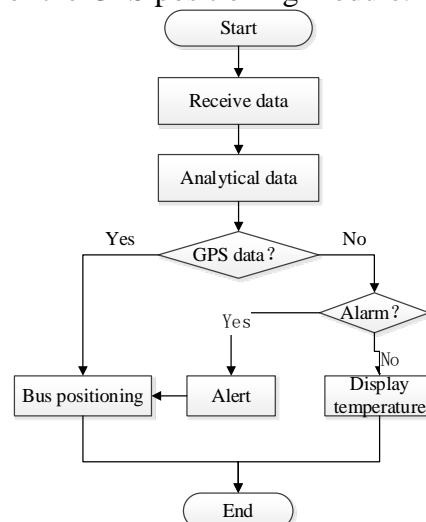 Start
Receive data
Analytical data
Yes
GPS data？
No
Alarm？
Yes
No
Bus positioning
Alert
Display
temperature
End